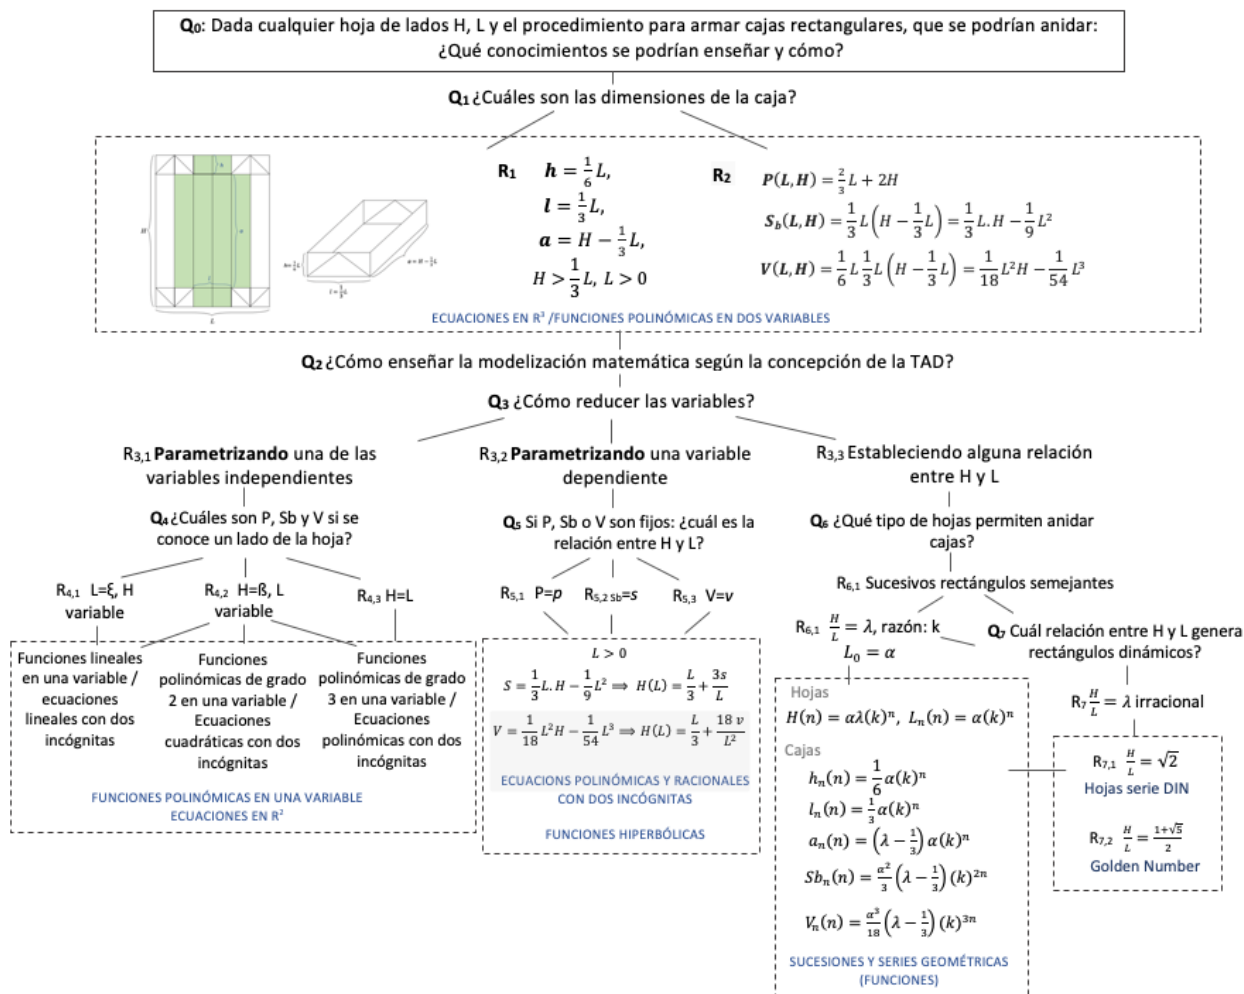 Q₀: Dada cualquier hoja de lados H, L y el procedimiento para armar cajas rectangulares, que se podrían anidar:
¿Qué conocimientos se podrían enseñar y cómo?
Q₁ ¿Cuáles son las dimensiones de la caja?
R₁ h = 1/6 L,
l = 1/3 L,
a = H − 1/3 L,
H > 1/3 L, L > 0
R₂ P(L, H) = 2/3 L + 2H
S_b(L, H) = 1/3 L(H − 1/3 L) = 1/3 L.H − 1/9 L²
V(L, H) = 1/6 L 1/3 L (H − 1/3 L) = 1/18 L²H − 1/54 L³
H
L
a = H − 1/3 L
l = 1/3 L
ECUACIONES EN R³ /FUNCIONES POLINÓMICAS EN DOS VARIABLES
Q₂ ¿Cómo enseñar la modelización matemática según la concepción de la TAD?
Q₃ ¿Cómo reducer las variables?
R₃,₁ Parametrizando una de las
variables independientes
R₃,₂ Parametrizando una variable
dependiente
R₃,₃ Estableciendo alguna relación
entre H y L
Q₄ ¿Cuáles son P, Sb y V si se
conoce un lado de la hoja?
Q₅ Si P, Sb o V son fijos: ¿cuál es la
relación entre H y L?
Q₆ ¿Qué tipo de hojas permiten anidar
cajas?
R₄,₁ L=ξ, H
variable
R₄,₂ H=ß, L
variable
R₄,₃ H=L
R₅,₁ P=p
R₅,₂ Sb=s
R₅,₃ V=v
R₆,₁ Sucesivos rectángulos semejantes
R₆,₁ H/L = λ, razón: k
L₀ = α
Q₇ Cuál relación entre H y L genera
rectángulos dinámicos?
R₇ H/L = λ irracional
Funciones lineales
en una variable /
ecuaciones
lineales con dos
incógnitas
Funciones
polinómicas de grado
2 en una variable /
Ecuaciones
cuadráticas con dos
incógnitas
Funciones
polinómicas de grado
3 en una variable /
Ecuaciones
polinómicas con dos
incógnitas
FUNCIONES POLINÓMICAS EN UNA VARIABLE
ECUACIONES EN R²
L > 0
S = 1/3 L.H − 1/9 L² ⟹ H(L) = L/3 + 3s/L
V = 1/18 L²H − 1/54 L³ ⟹ H(L) = L/3 + 18 v/L²
ECUACIONS POLINÓMICAS Y RACIONALES
CON DOS INCÓGNITAS
FUNCIONES HIPERBÓLICAS
Hojas
H(n) = αλ(k)ⁿ, Lₙ(n) = α(k)ⁿ
Cajas
hₙ(n) = 1/6 α(k)ⁿ
lₙ(n) = 1/3 α(k)ⁿ
aₙ(n) = (λ − 1/3) α(k)ⁿ
Sbₙ(n) = α²/3 (λ − 1/3) (k)²ⁿ
Vₙ(n) = α³/18 (λ − 1/3) (k)³ⁿ
SUCESIONES Y SERIES GEOMÉTRICAS
(FUNCIONES)
R₇,₁ H/L = √2
Hojas serie DIN
R₇,₂ H/L = (1+√5)/2
Golden Number